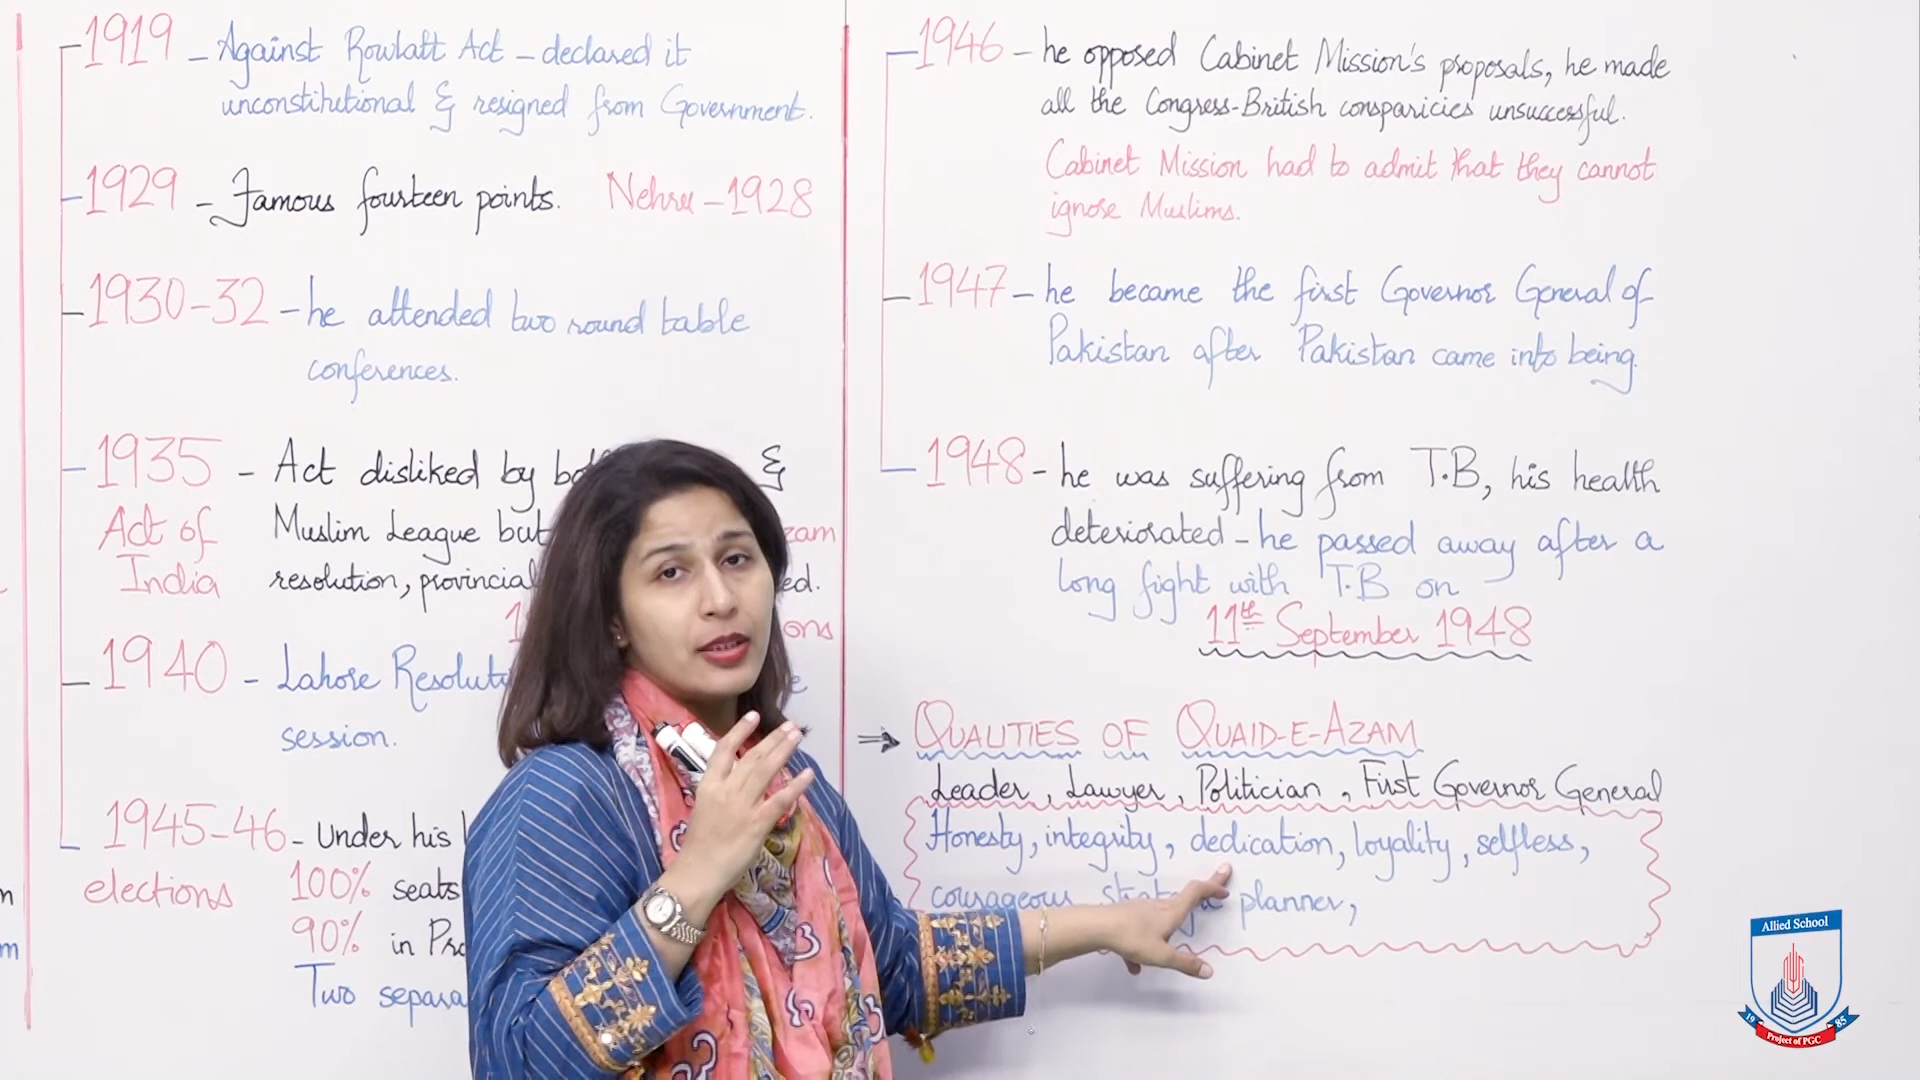 1919 - Against Rowlatt Act - declared it
unconstitutional & resigned from Government.
1929 - Famous fourteen points. Nehru - 1928
1930-32 - he attended two round table
conferences.
1935 - Act disliked by &
Act of Muslim League but
India resolution, provincial
1940 - Lahore
session.
1945-46 - Under his
elections 100% seats
90% in
Two
1946 - he opposed Cabinet Mission's proposals, he made
all the Congress-British consparicies unsuccessful.
Cabinet Mission had to admit that they cannot
ignore Muslims.
1947 - he became the first Governor General of
Pakistan after Pakistan came into being.
1948 - he was suffering from T.B, his health
deteriorated - he passed away after a
long fight with T.B on
11th September 1948
QUALITIES OF QUAID-E-AZAM
Leader, Lawyer, Politician, First Governor General
Honesty, integrity, dedication, loyality, selfless,
courageous planner,
Allied School
1985
Project of PGC